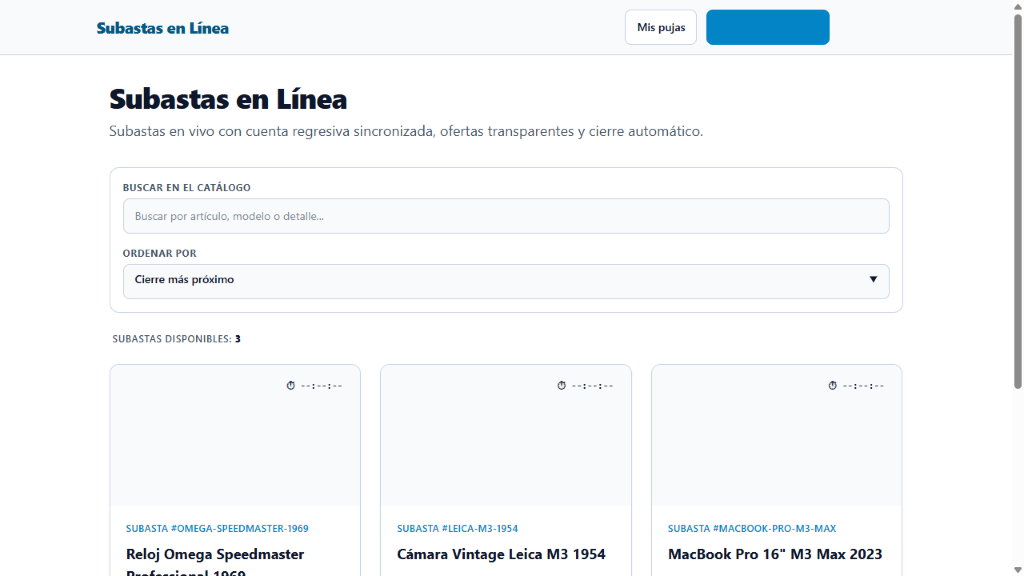 Subastas en Línea
Mis pujas
Subastas en Línea
Subastas en vivo con cuenta regresiva sincronizada, ofertas transparentes y cierre automático.
BUSCAR EN EL CATÁLOGO
Buscar por artículo, modelo o detalle...
ORDENAR POR
Cierre más próximo
SUBASTAS DISPONIBLES: 3
⏱ --:--:--
⏱ --:--:--
⏱ --:--:--
SUBASTA #OMEGA-SPEEDMASTER-1969
Reloj Omega Speedmaster
Professional 1969
SUBASTA #LEICA-M3-1954
Cámara Vintage Leica M3 1954
SUBASTA #MACBOOK-PRO-M3-MAX
MacBook Pro 16" M3 Max 2023